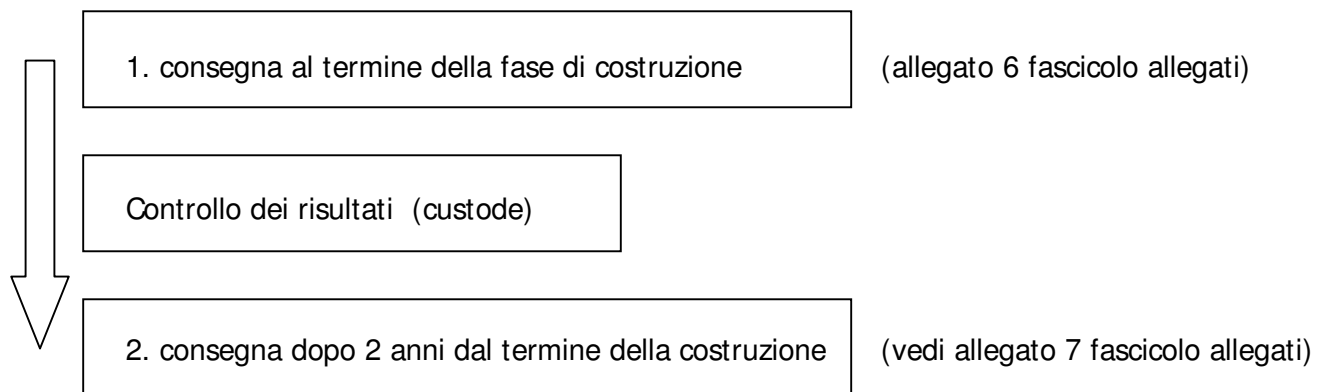 1. consegna al termine della fase di costruzione (allegato 6 fascicolo allegati)
Controllo dei risultati (custode)
2. consegna dopo 2 anni dal termine della costruzione (vedi allegato 7 fascicolo allegati)